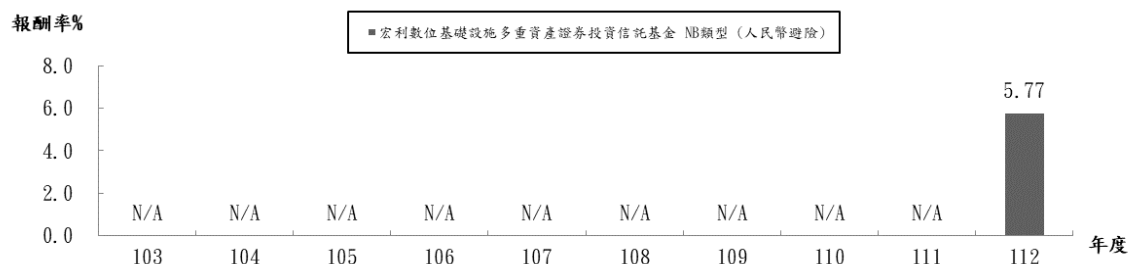 報酬率%
■宏利數位基礎設施多重資產證券投資信託基金 NB類型 (人民幣避險)
8.0
6.0
4.0
2.0
0.0
5.77
N/A N/A N/A N/A N/A N/A N/A N/A N/A
103 104 105 106 107 108 109 110 111 112
年度